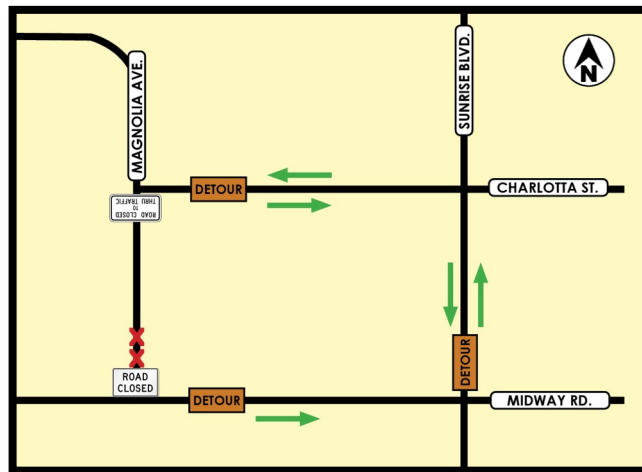 MAGNOLIA AVE.
SUNRISE BLVD.
N
DETOUR
CHARLOTTA ST.
ROAD CLOSED
TO
THRU TRAFFIC
DETOUR
ROAD
CLOSED
DETOUR
MIDWAY RD.